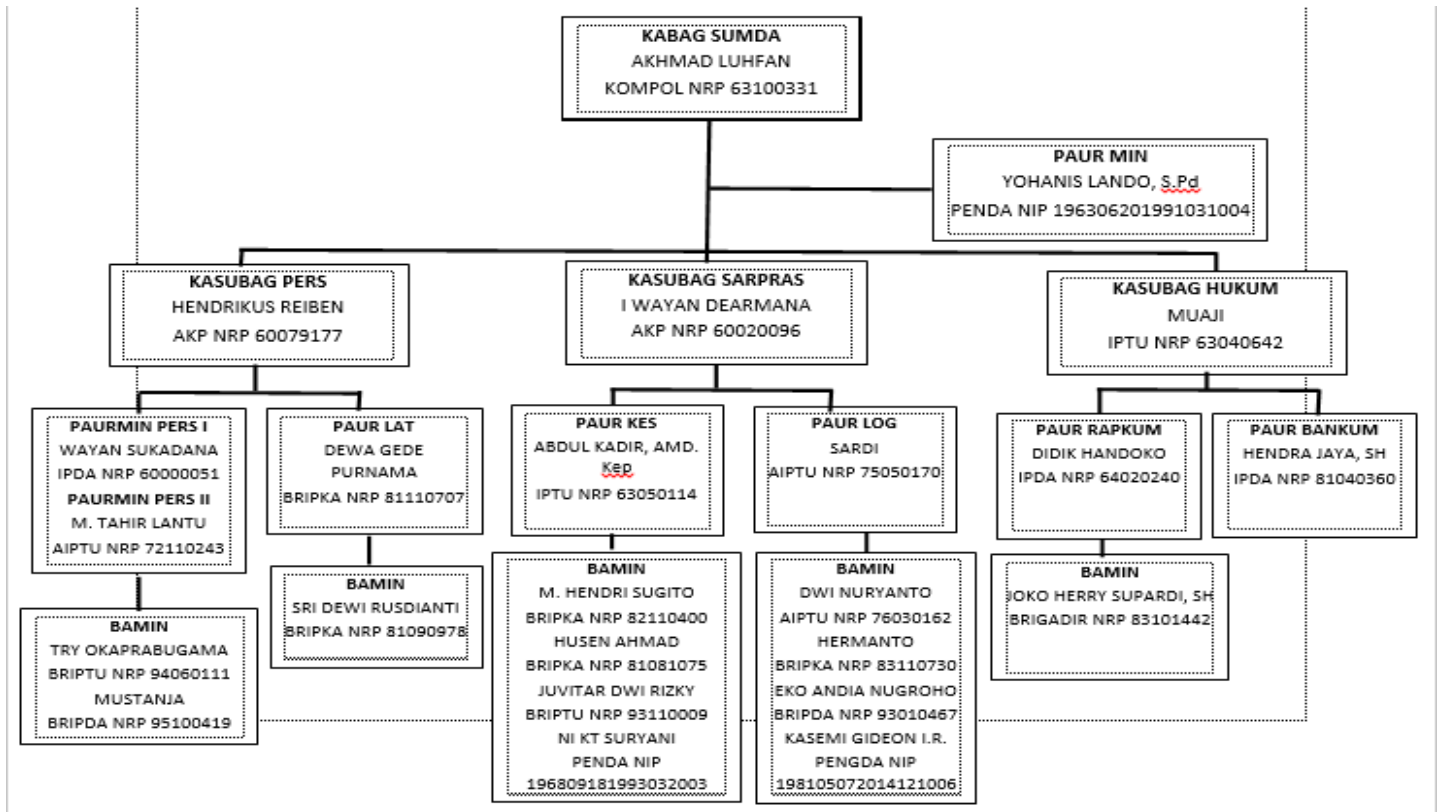 KABAG SUMDA
AKHMAD LUHFAN
KOMPOL NRP 63100331
PAUR MIN
YOHANIS LANDO, S.Pd
PENDA NIP 196306201991031004
KASUBAG PERS
HENDRIKUS REIBEN
AKP NRP 60079177
KASUBAG SARPRAS
I WAYAN DEARMANA
AKP NRP 60020096
KASUBAG HUKUM
MUAJI
IPTU NRP 63040642
PAURMIN PERS I
WAYAN SUKADANA
IPDA NRP 60000051
PAURMIN PERS II
M. TAHIR LANTU
AIPTU NRP 72110243
PAUR LAT
DEWA GEDE
PURNAMA
BRIPKA NRP 81110707
PAUR KES
ABDUL KADIR, AMD.
Kep
IPTU NRP 63050114
PAUR LOG
SARDI
AIPTU NRP 75050170
PAUR RAPKUM
DIDIK HANDOKO
IPDA NRP 64020240
PAUR BANKUM
HENDRA JAYA, SH
IPDA NRP 81040360
BAMIN
TRY OKAPRABUGAMA
BRIPTU NRP 94060111
MUSTANJA
BRIPDA NRP 95100419
BAMIN
SRI DEWI RUSDIANTI
BRIPKA NRP 81090978
BAMIN
M. HENDRI SUGITO
BRIPKA NRP 82110400
HUSEN AHMAD
BRIPKA NRP 81081075
JUVITAR DWI RIZKY
BRIPTU NRP 93110009
NI KT SURYANI
PENDA NIP
196809181993032003
BAMIN
DWI NURYANTO
AIPTU NRP 76030162
HERMANTO
BRIPKA NRP 83110730
EKO ANDIA NUGROHO
BRIPDA NRP 93010467
KASEMI GIDEON I.R.
PENGDA NIP
198105072014121006
BAMIN
JOKO HERRY SUPARDI, SH
BRIGADIR NRP 83101442